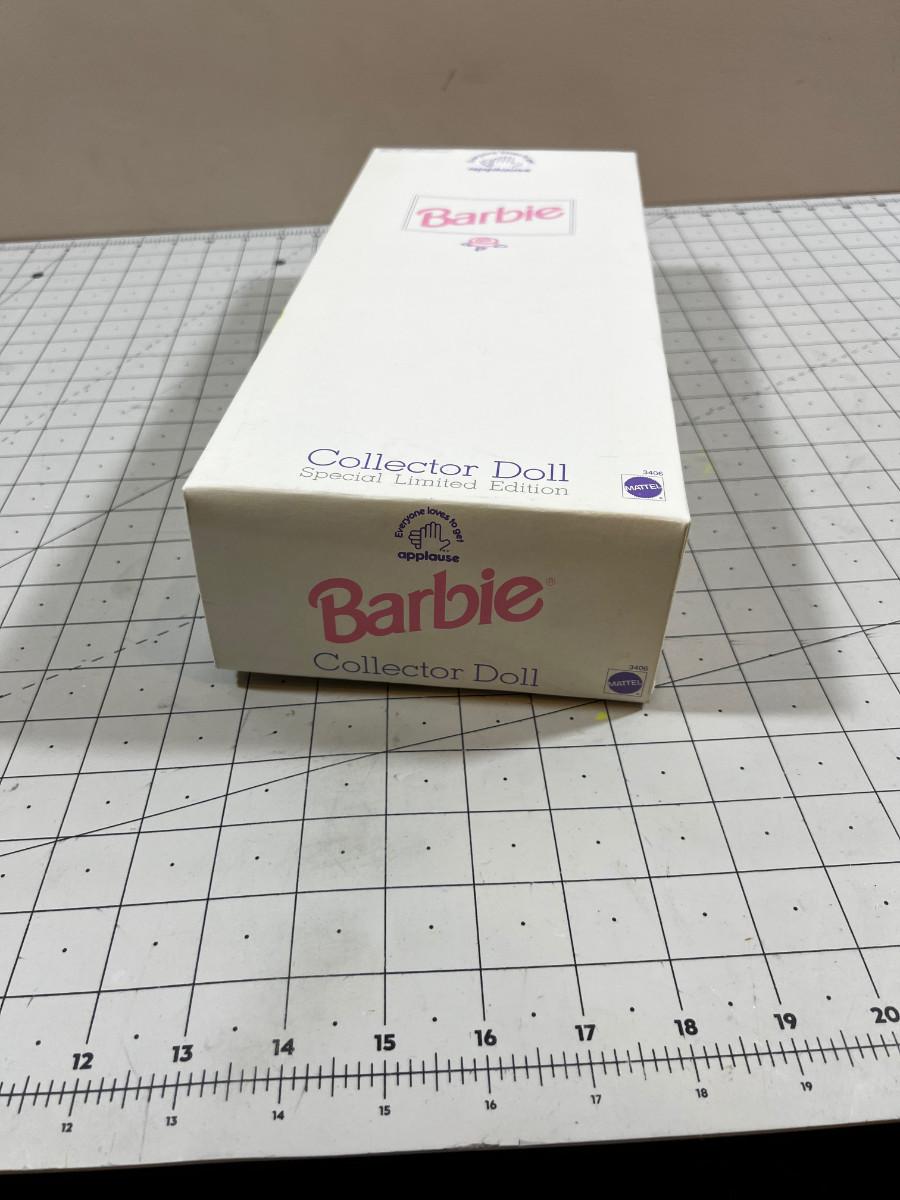 applause
Barbie
Collector Doll
Special Limited Edition
3406
MATTEL
Everyone loves to get
applause
Barbie®
Collector Doll
3406
MATTEL
12 13 14 15 16 17 18 19 20
12 13 14 15 16 17 18 19